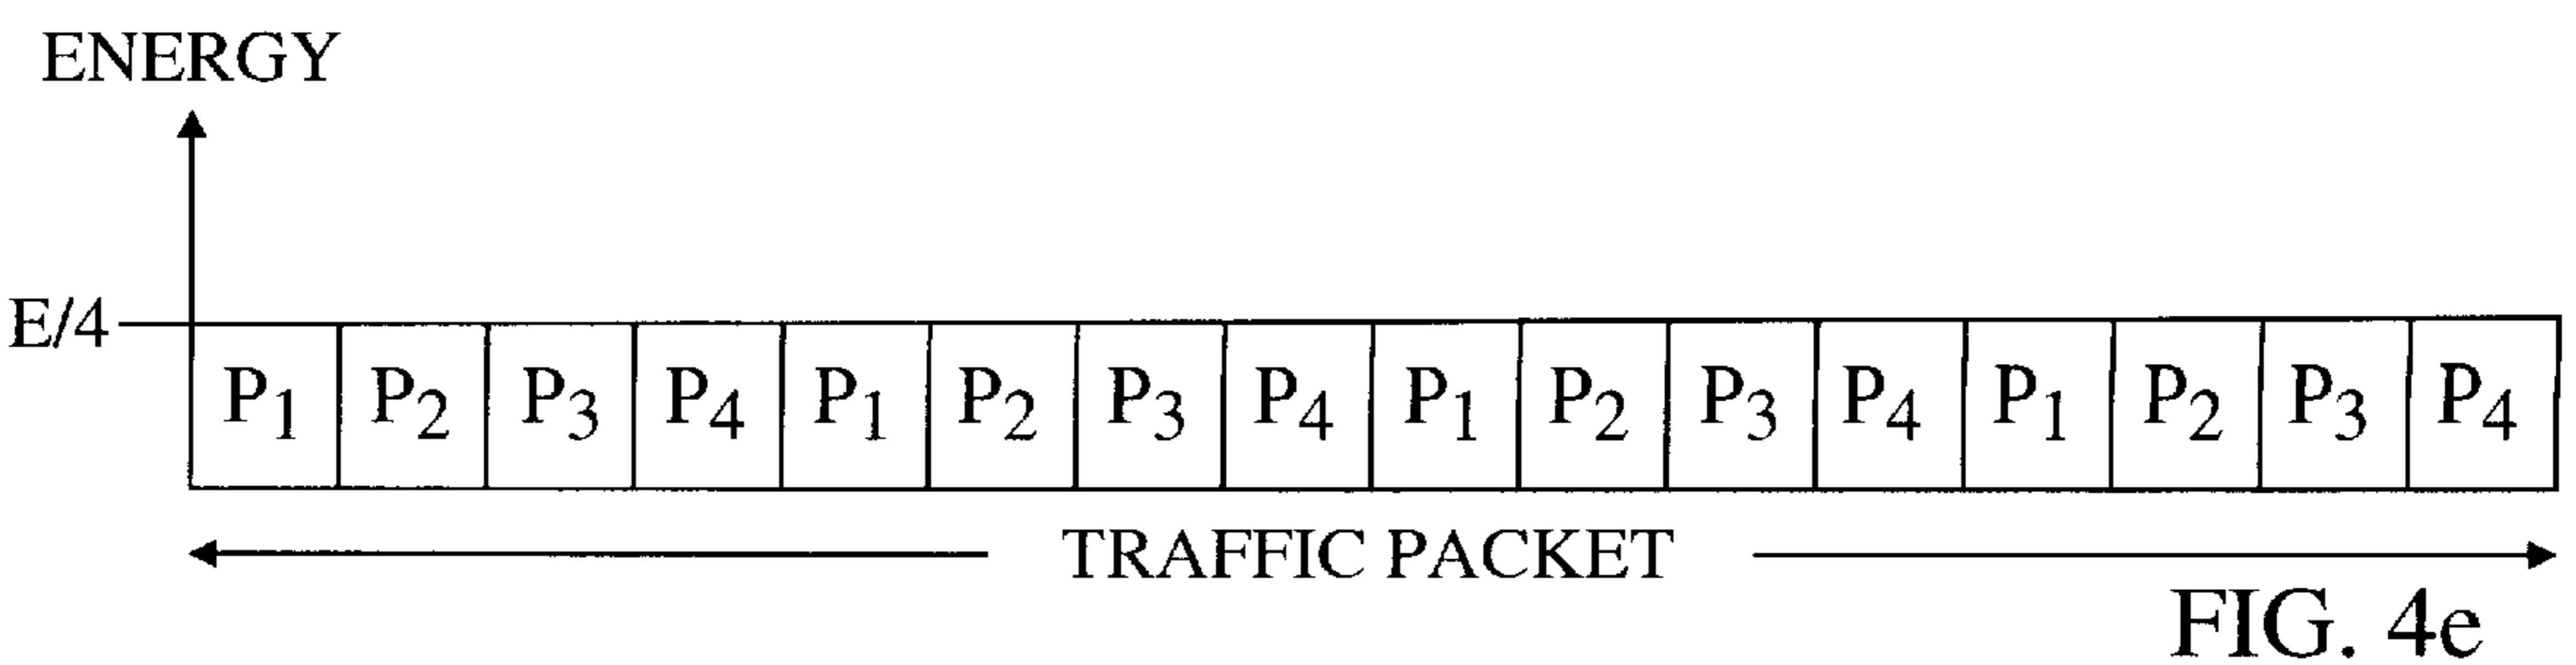 ENERGY
E/4
P1 P2 P3 P4 P1 P2 P3 P4 P1 P2 P3 P4 P1 P2 P3 P4
TRAFFIC PACKET
FIG. 4e